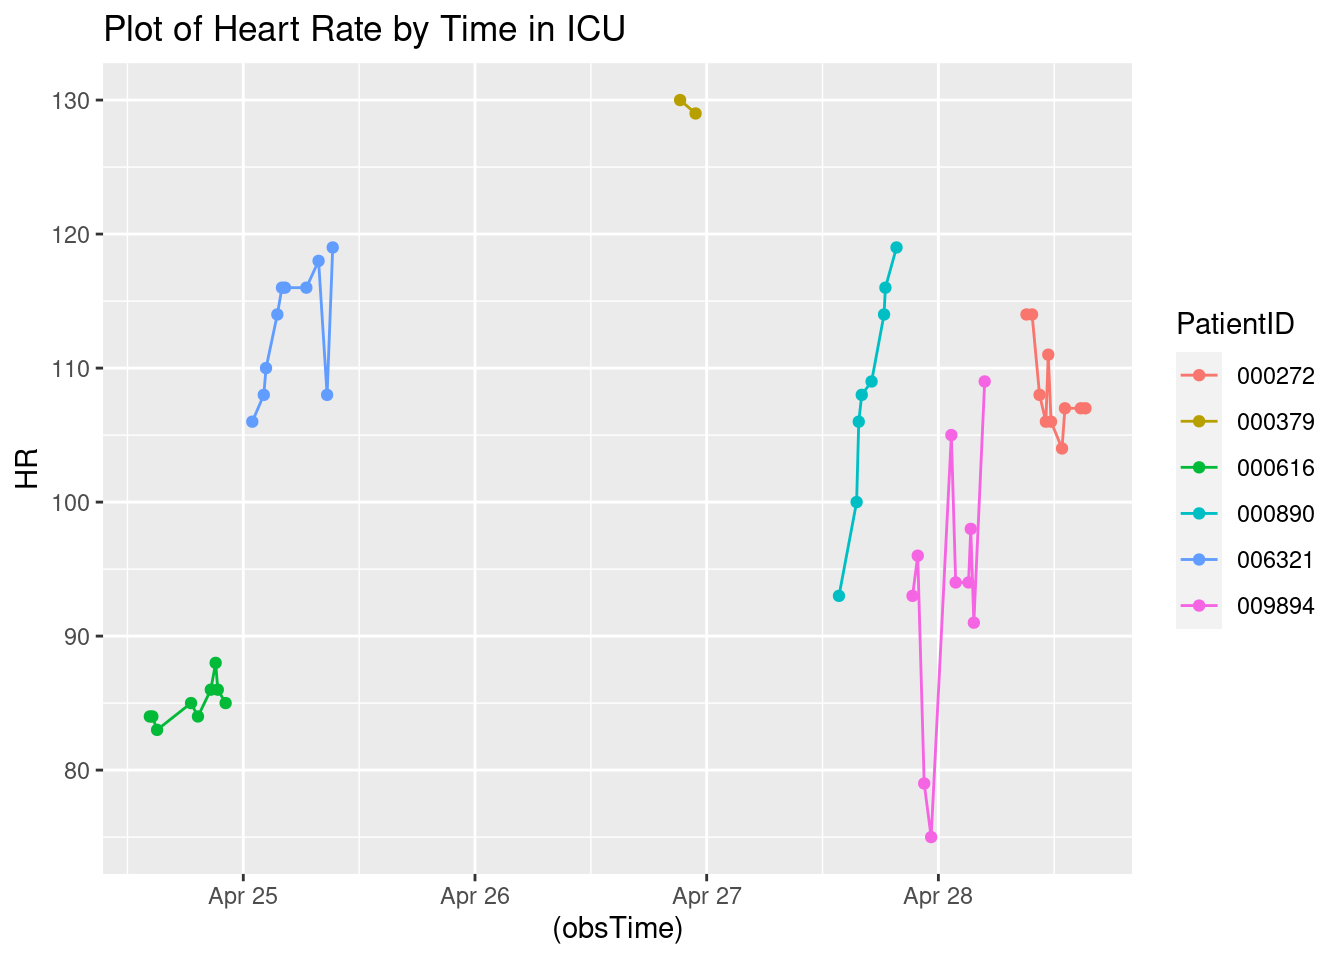 Plot of Heart Rate by Time in ICU
130
120
110
100
90
80
HR
Apr 25
Apr 26
Apr 27
Apr 28
(obsTime)
PatientID
000272
000379
000616
000890
006321
009894